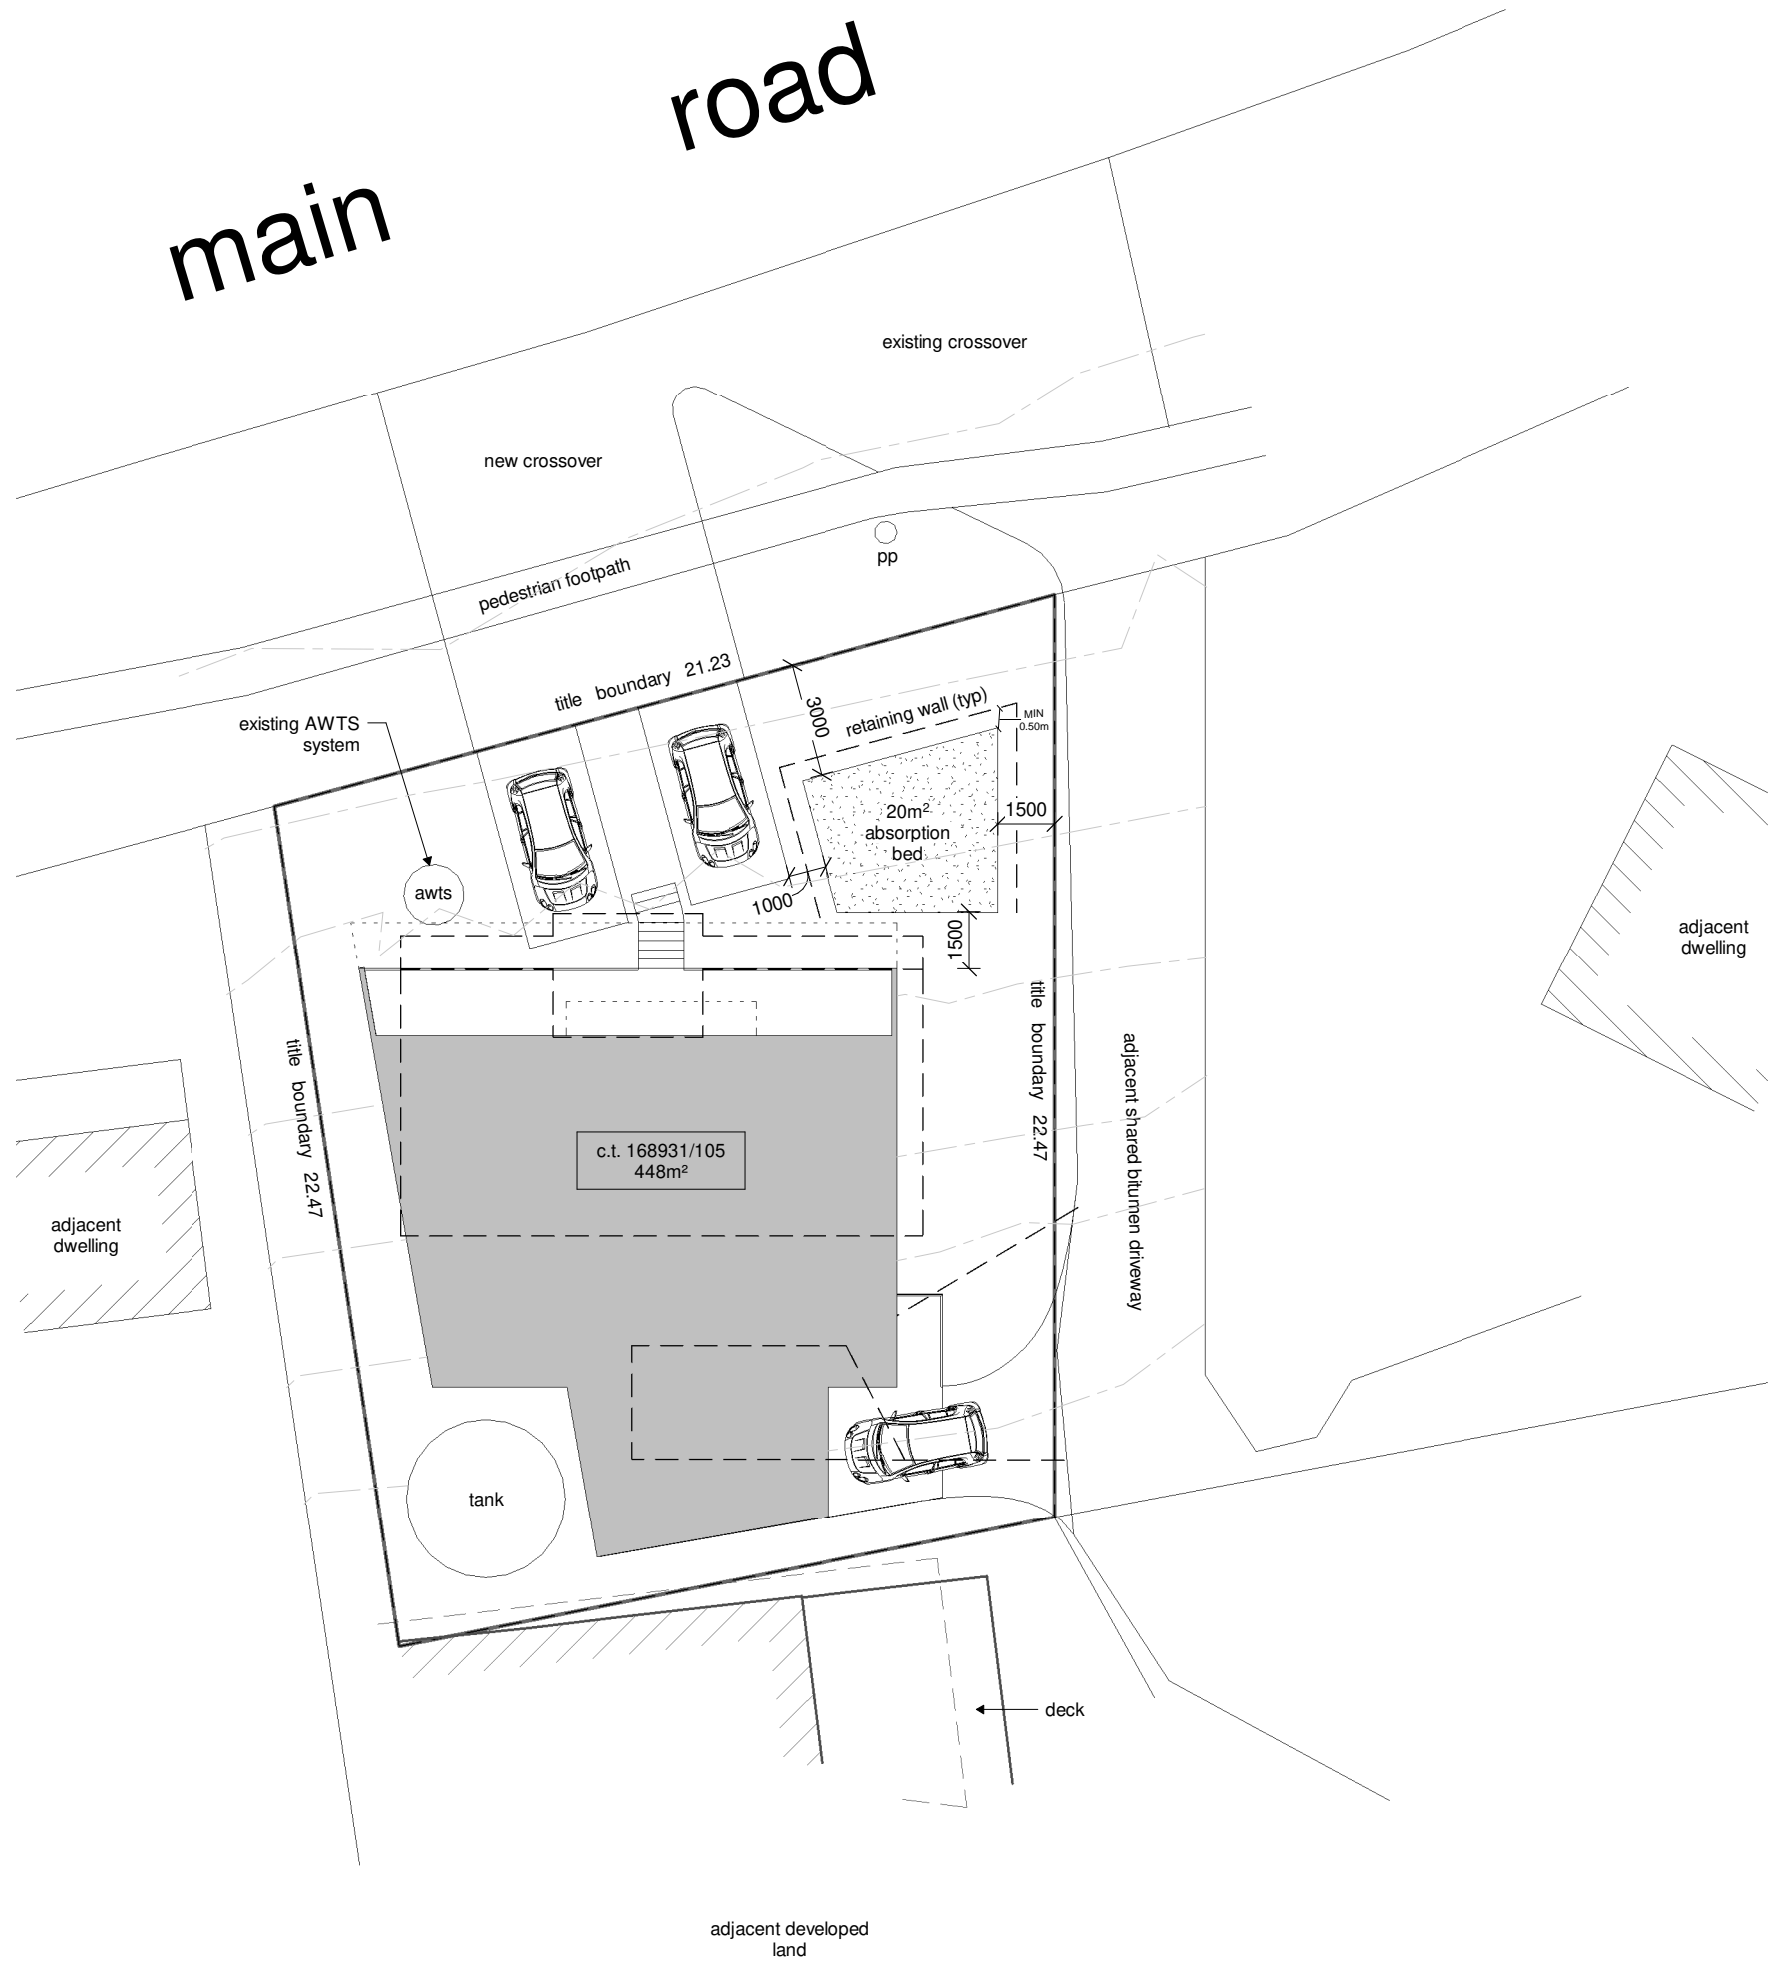 main road
existing crossover
new crossover
pp
pedestrian footpath
title boundary 21.23
existing AWTS
system
3000
retaining wall (typ)
MIN
0.50m
20m²
absorption
bed
1500
awts
1000
1500
title boundary 22.47
title boundary 22.47
adjacent shared bitumen driveway
adjacent
dwelling
c.t. 168931/105
448m²
adjacent
dwelling
tank
deck
adjacent developed
land